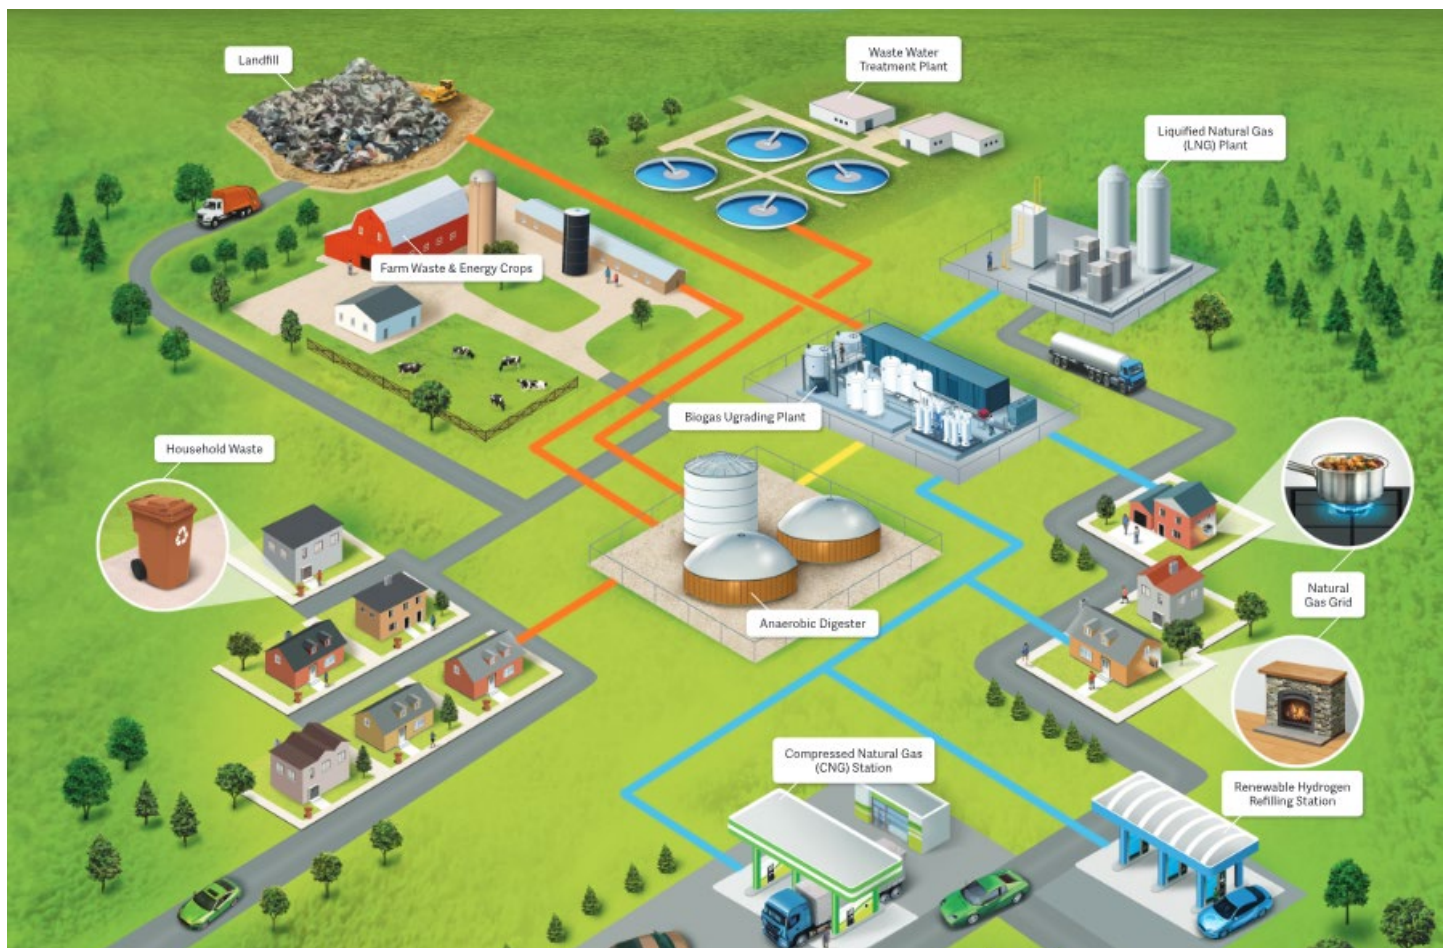 Landfill
Waste Water
Treatment Plant
Liquified Natural Gas
(LNG) Plant
Farm Waste & Energy Crops
Biogas Ugrading Plant
Household Waste
Natural
Gas Grid
Anaerobic Digester
Compressed Natural Gas
(CNG) Station
Renewable Hydrogen
Refilling Station